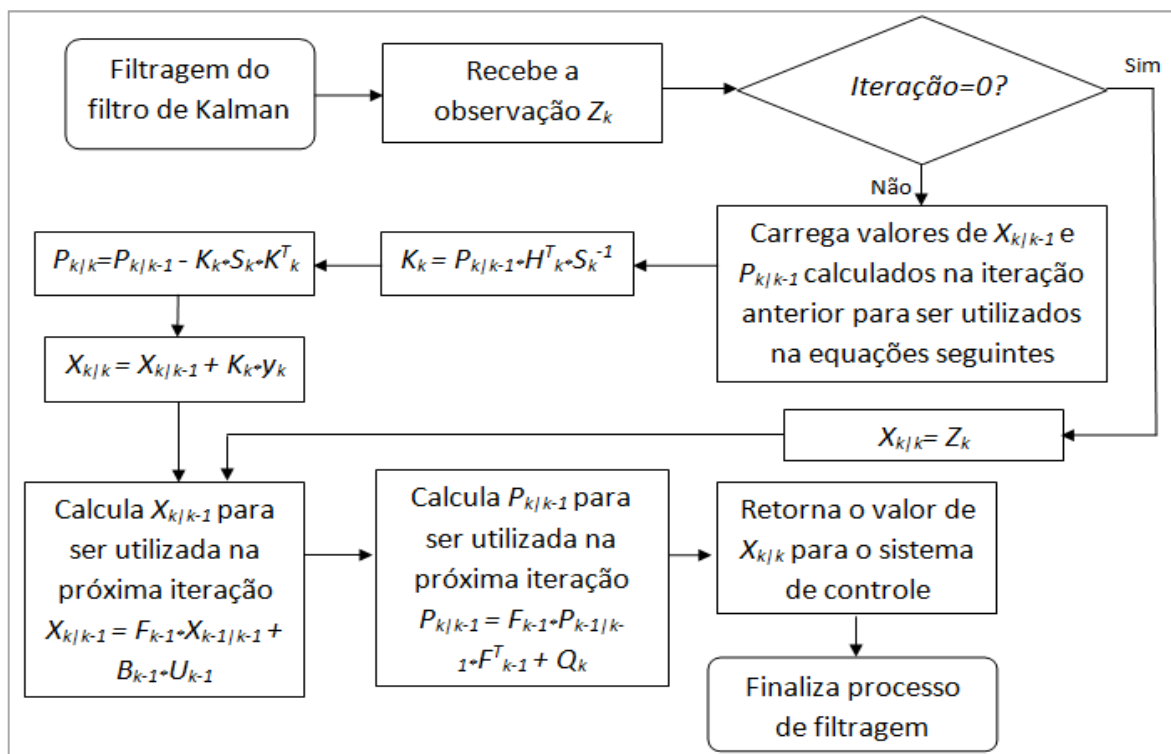 Filtragem do
filtro de Kalman
Recebe a
observação Zk
Iteração=0?
Sim
Não
Carrega valores de Xk|k-1 e
Pk|k-1 calculados na iteração
anterior para ser utilizados
na equações seguintes
Kk = Pk|k-1*HTk*Sk-1
Pk|k=Pk|k-1 - Kk*Sk*KTk
Xk|k = Xk|k-1 + Kk*yk
Xk|k= Zk
Calcula Xk|k-1 para
ser utilizada na
próxima iteração
Xk|k-1 = Fk-1*Xk-1|k-1 +
Bk-1*Uk-1
Calcula Pk|k-1 para
ser utilizada na
próxima iteração
Pk|k-1 = Fk-1*Pk-1|k-
1*FTk-1 + Qk
Retorna o valor de
Xk|k para o sistema
de controle
Finaliza processo
de filtragem